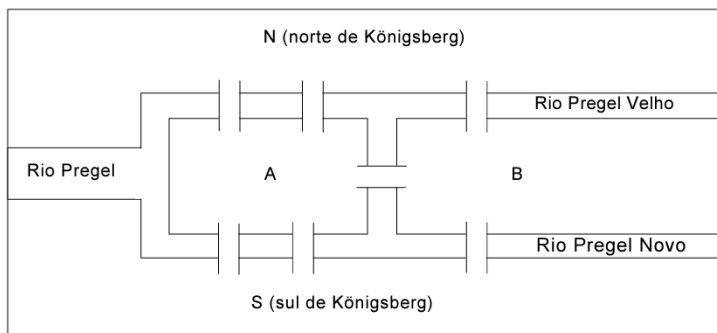 N (norte de Königsberg)
Rio Pregel Velho
Rio Pregel
A
B
Rio Pregel Novo
S (sul de Königsberg)